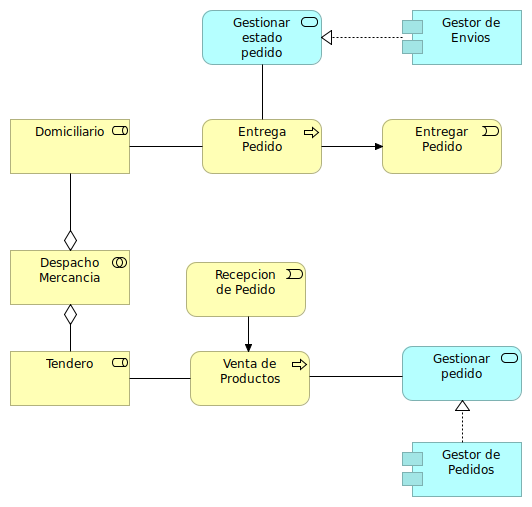 Gestionar
estado
pedido
Gestor de
Envios
Domiciliario
Entrega
Pedido
Entregar
Pedido
Despacho
Mercancia
Recepcion
de Pedido
Tendero
Venta de
Productos
Gestionar
pedido
Gestor de
Pedidos